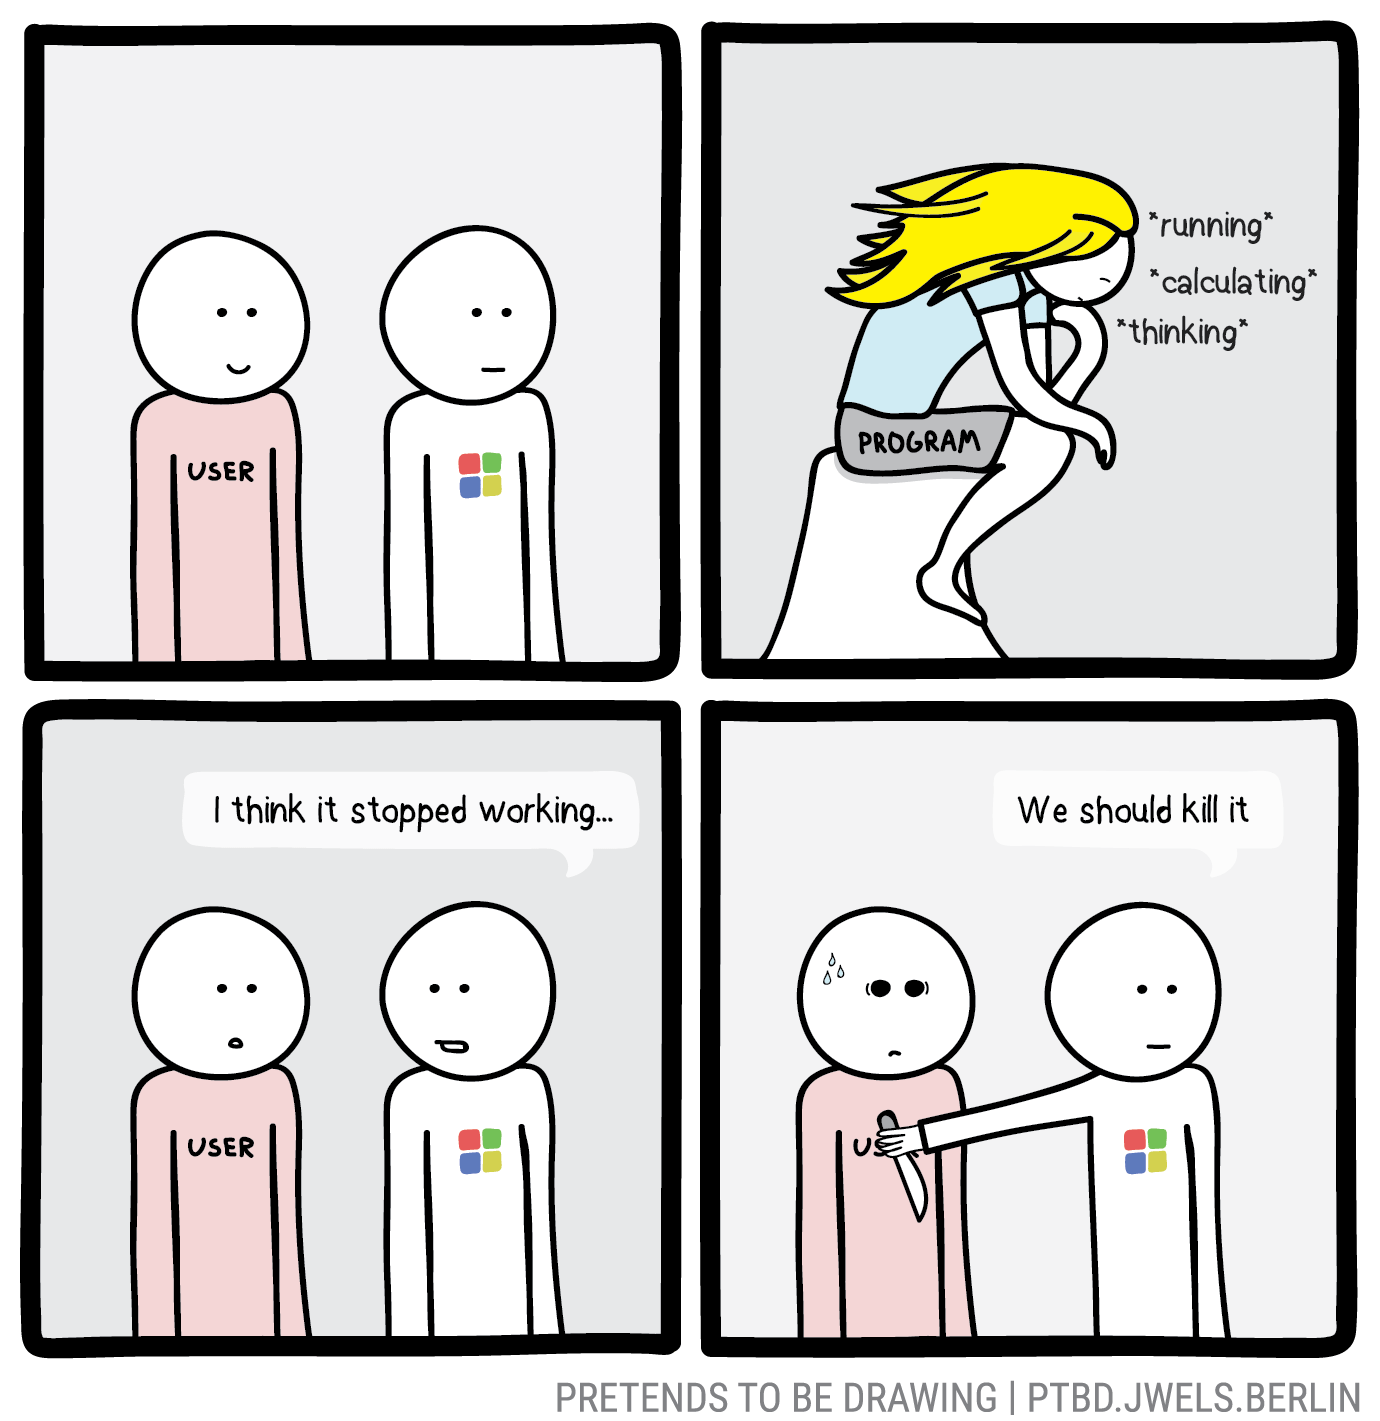 USER
*running*
*calculating*
*thinking*
PROGRAM
I think it stopped working...
USER
We should kill it
US
PRETENDS TO BE DRAWING | PTBD.JWELS.BERLIN